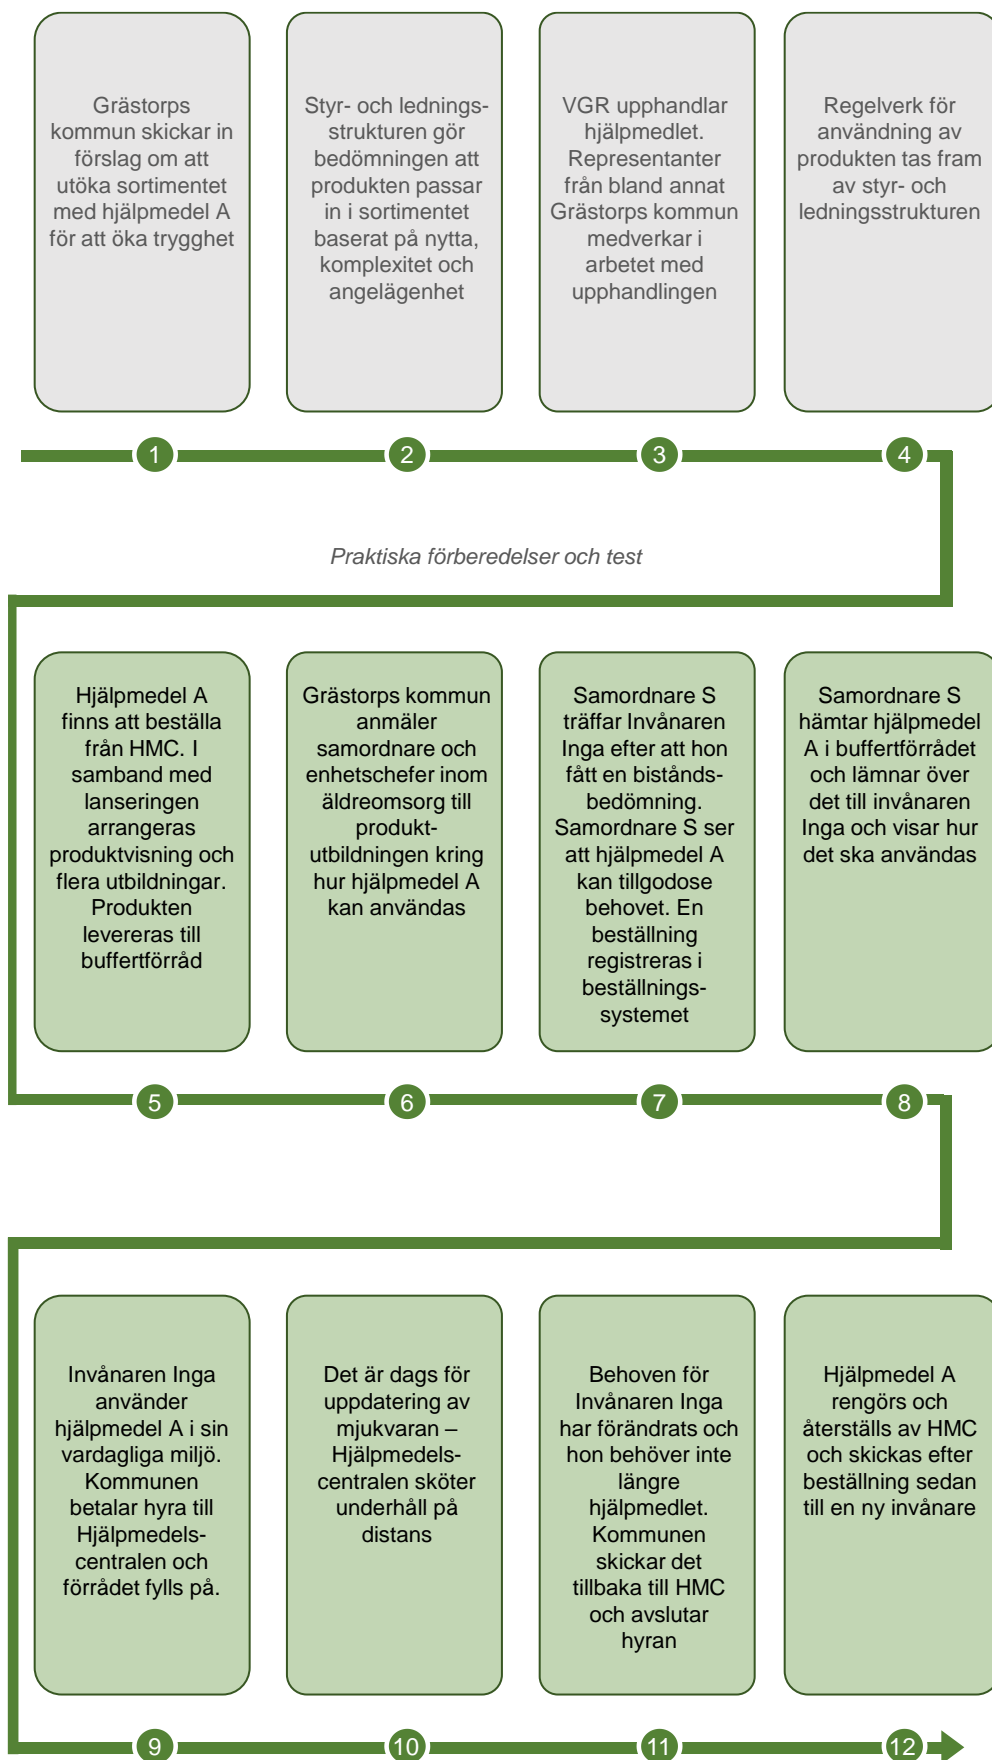 Grästorps
kommun skickar in
förslag om att
utöka sortimentet
med hjälpmedel A
för att öka trygghet
Styr- och lednings-
strukturen gör
bedömningen att
produkten passar
in i sortimentet
baserat på nytta,
komplexitet och
angelägenhet
VGR upphandlar
hjälpmedlet.
Representanter
från bland annat
Grästorps kommun
medverkar i
arbetet med
upphandlingen
Regelverk för
användning av
produkten tas fram
av styr- och
ledningsstrukturen
1
2
3
4
Praktiska förberedelser och test
Hjälpmedel A
finns att beställa
från HMC. I
samband med
lanseringen
arrangeras
produktvisning och
flera utbildningar.
Produkten
levereras till
buffertförråd
Grästorps kommun
anmäler
samordnare och
enhetschefer inom
äldreomsorg till
produkt-
utbildningen kring
hur hjälpmedel A
kan användas
Samordnare S
träffar Invånaren
Inga efter att hon
fått en bistånds-
bedömning.
Samordnare S ser
att hjälpmedel A
kan tillgodose
behovet. En
beställning
registreras i
beställnings-
systemet
Samordnare S
hämtar hjälpmedel
A i buffertförrådet
och lämnar över
det till invånaren
Inga och visar hur
det ska användas
5
6
7
8
Invånaren Inga
använder
hjälpmedel A i sin
vardagliga miljö.
Kommunen
betalar hyra till
Hjälpmedels-
centralen och
förrådet fylls på.
Det är dags för
uppdatering av
mjukvaran –
Hjälpmedels-
centralen sköter
underhåll på
distans
Behoven för
Invånaren Inga
har förändrats och
hon behöver inte
längre
hjälpmedlet.
Kommunen
skickar det
tillbaka till HMC
och avslutar
hyran
Hjälpmedel A
rengörs och
återställs av HMC
och skickas efter
beställning sedan
till en ny invånare
9
10
11
12